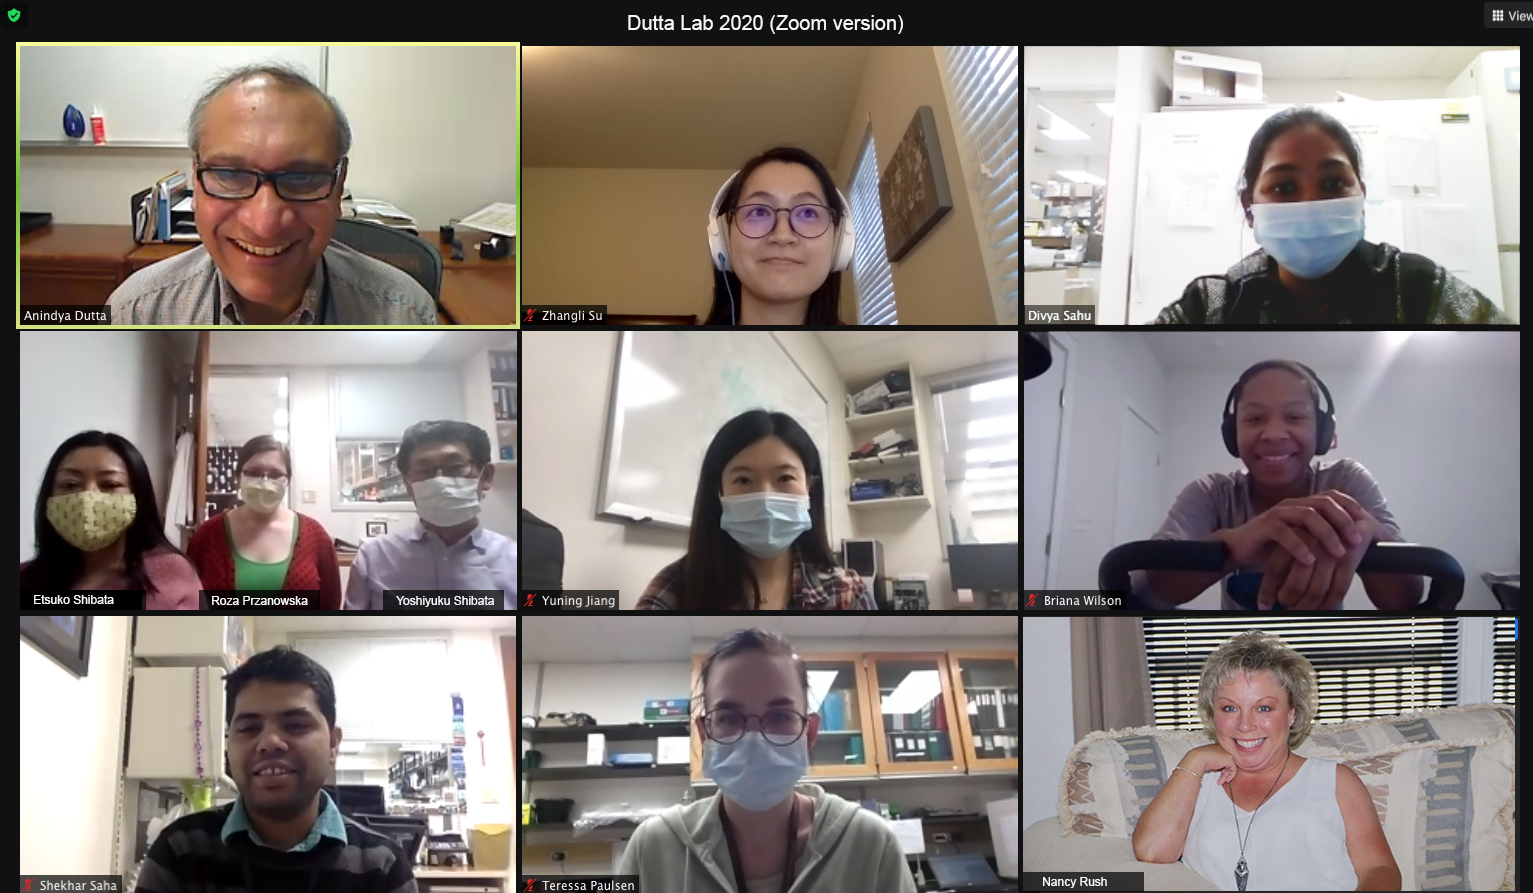 Dutta Lab 2020 (Zoom version)
View
Anindya Dutta
Zhangli Su
Divya Sahu
Etsuko Shibata
Roza Przanowska
Yoshiyuku Shibata
Yuning Jiang
Briana Wilson
Shekhar Saha
Teressa Paulsen
Nancy Rush